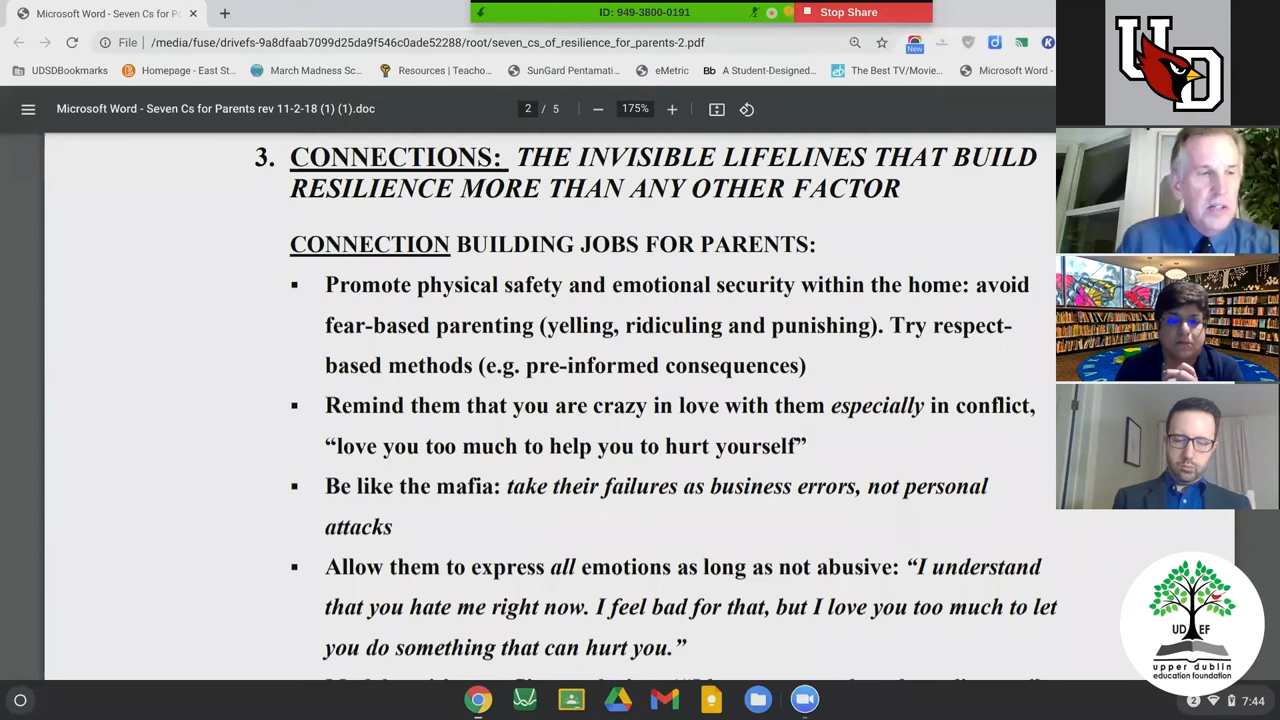 Microsoft Word - Seven Cs for Pa
ID: 949-3800-0191
Stop Share
File
/media/fuse/drivefs-9a8dfaab7099d23da9f546c0ade52c88/root/seven_cs_of_resilience_for_parents-2.pdf
New
UDSDBookmarks
Homepage - East St...
March Madness Sc...
Resources | Texas...
SunGard Pentamati...
eMetric
Bb A Student-Designed...
The Best TV/Movie...
Microsoft Word -
Microsoft Word - Seven Cs for Parents rev 11-2-18 (1) (1).doc
2 / 5
175%
3. CONNECTIONS: THE INVISIBLE LIFELINES THAT BUILD
RESILIENCE MORE THAN ANY OTHER FACTOR
CONNECTION BUILDING JOBS FOR PARENTS:
▪ Promote physical safety and emotional security within the home: avoid
fear-based parenting (yelling, ridiculing and punishing). Try respect-
based methods (e.g. pre-informed consequences)
▪ Remind them that you are crazy in love with them especially in conflict,
“love you too much to help you to hurt yourself”
▪ Be like the mafia: take their failures as business errors, not personal
attacks
▪ Allow them to express all emotions as long as not abusive: “I understand
that you hate me right now. I feel bad for that, but I love you too much to let
you do something that can hurt you.”
UD
UD EF
upper dublin
education foundation
2
7:44